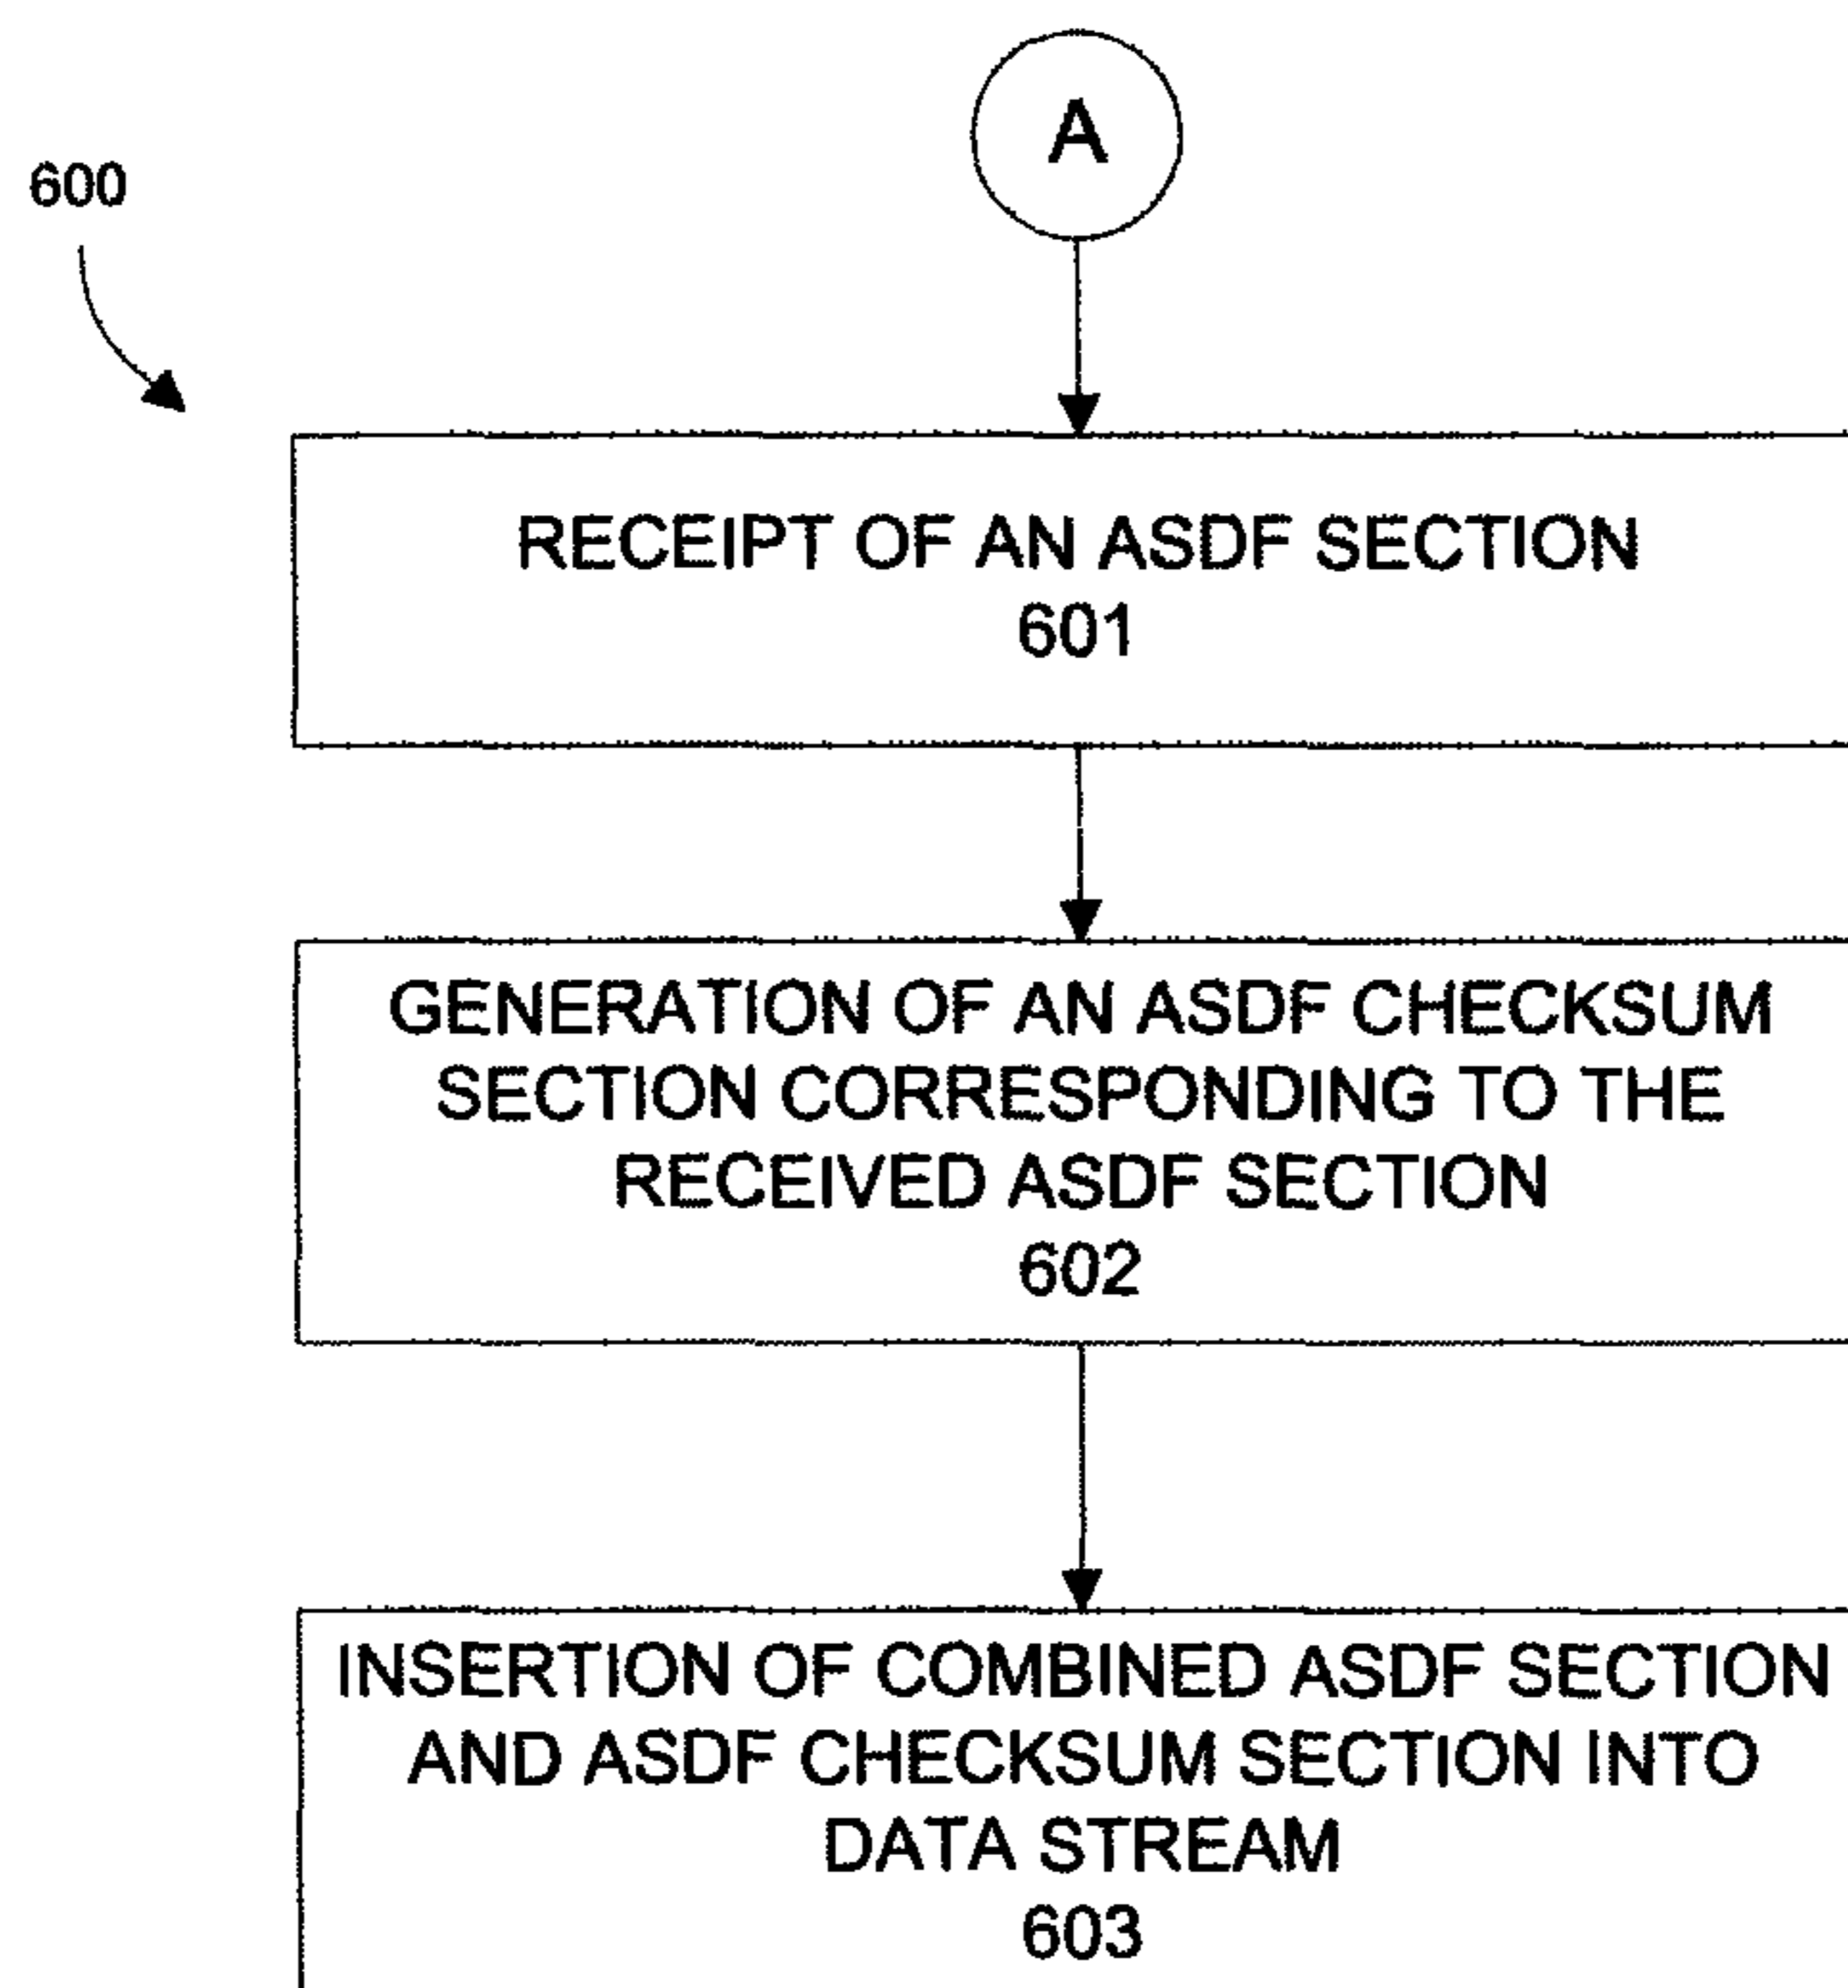 A
600
RECEIPT OF AN ASDF SECTION
601
GENERATION OF AN ASDF CHECKSUM
SECTION CORRESPONDING TO THE
RECEIVED ASDF SECTION
602
INSERTION OF COMBINED ASDF SECTION
AND ASDF CHECKSUM SECTION INTO
DATA STREAM
603